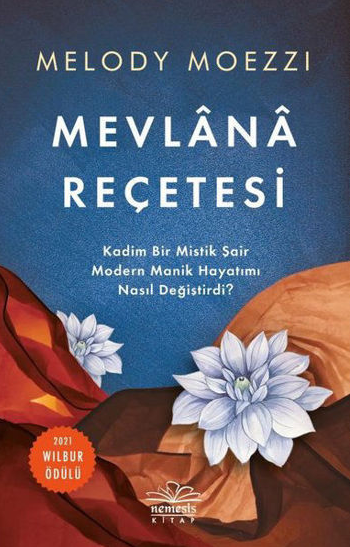 MELODY MOEZZI
MEVLÂNÂ
REÇETESİ
Kadim Bir Mistik Şair
Modern Manik Hayatımı
Nasıl Değiştirdi?
2021
WILBUR
ÖDÜLÜ
nemesis
KİTAP